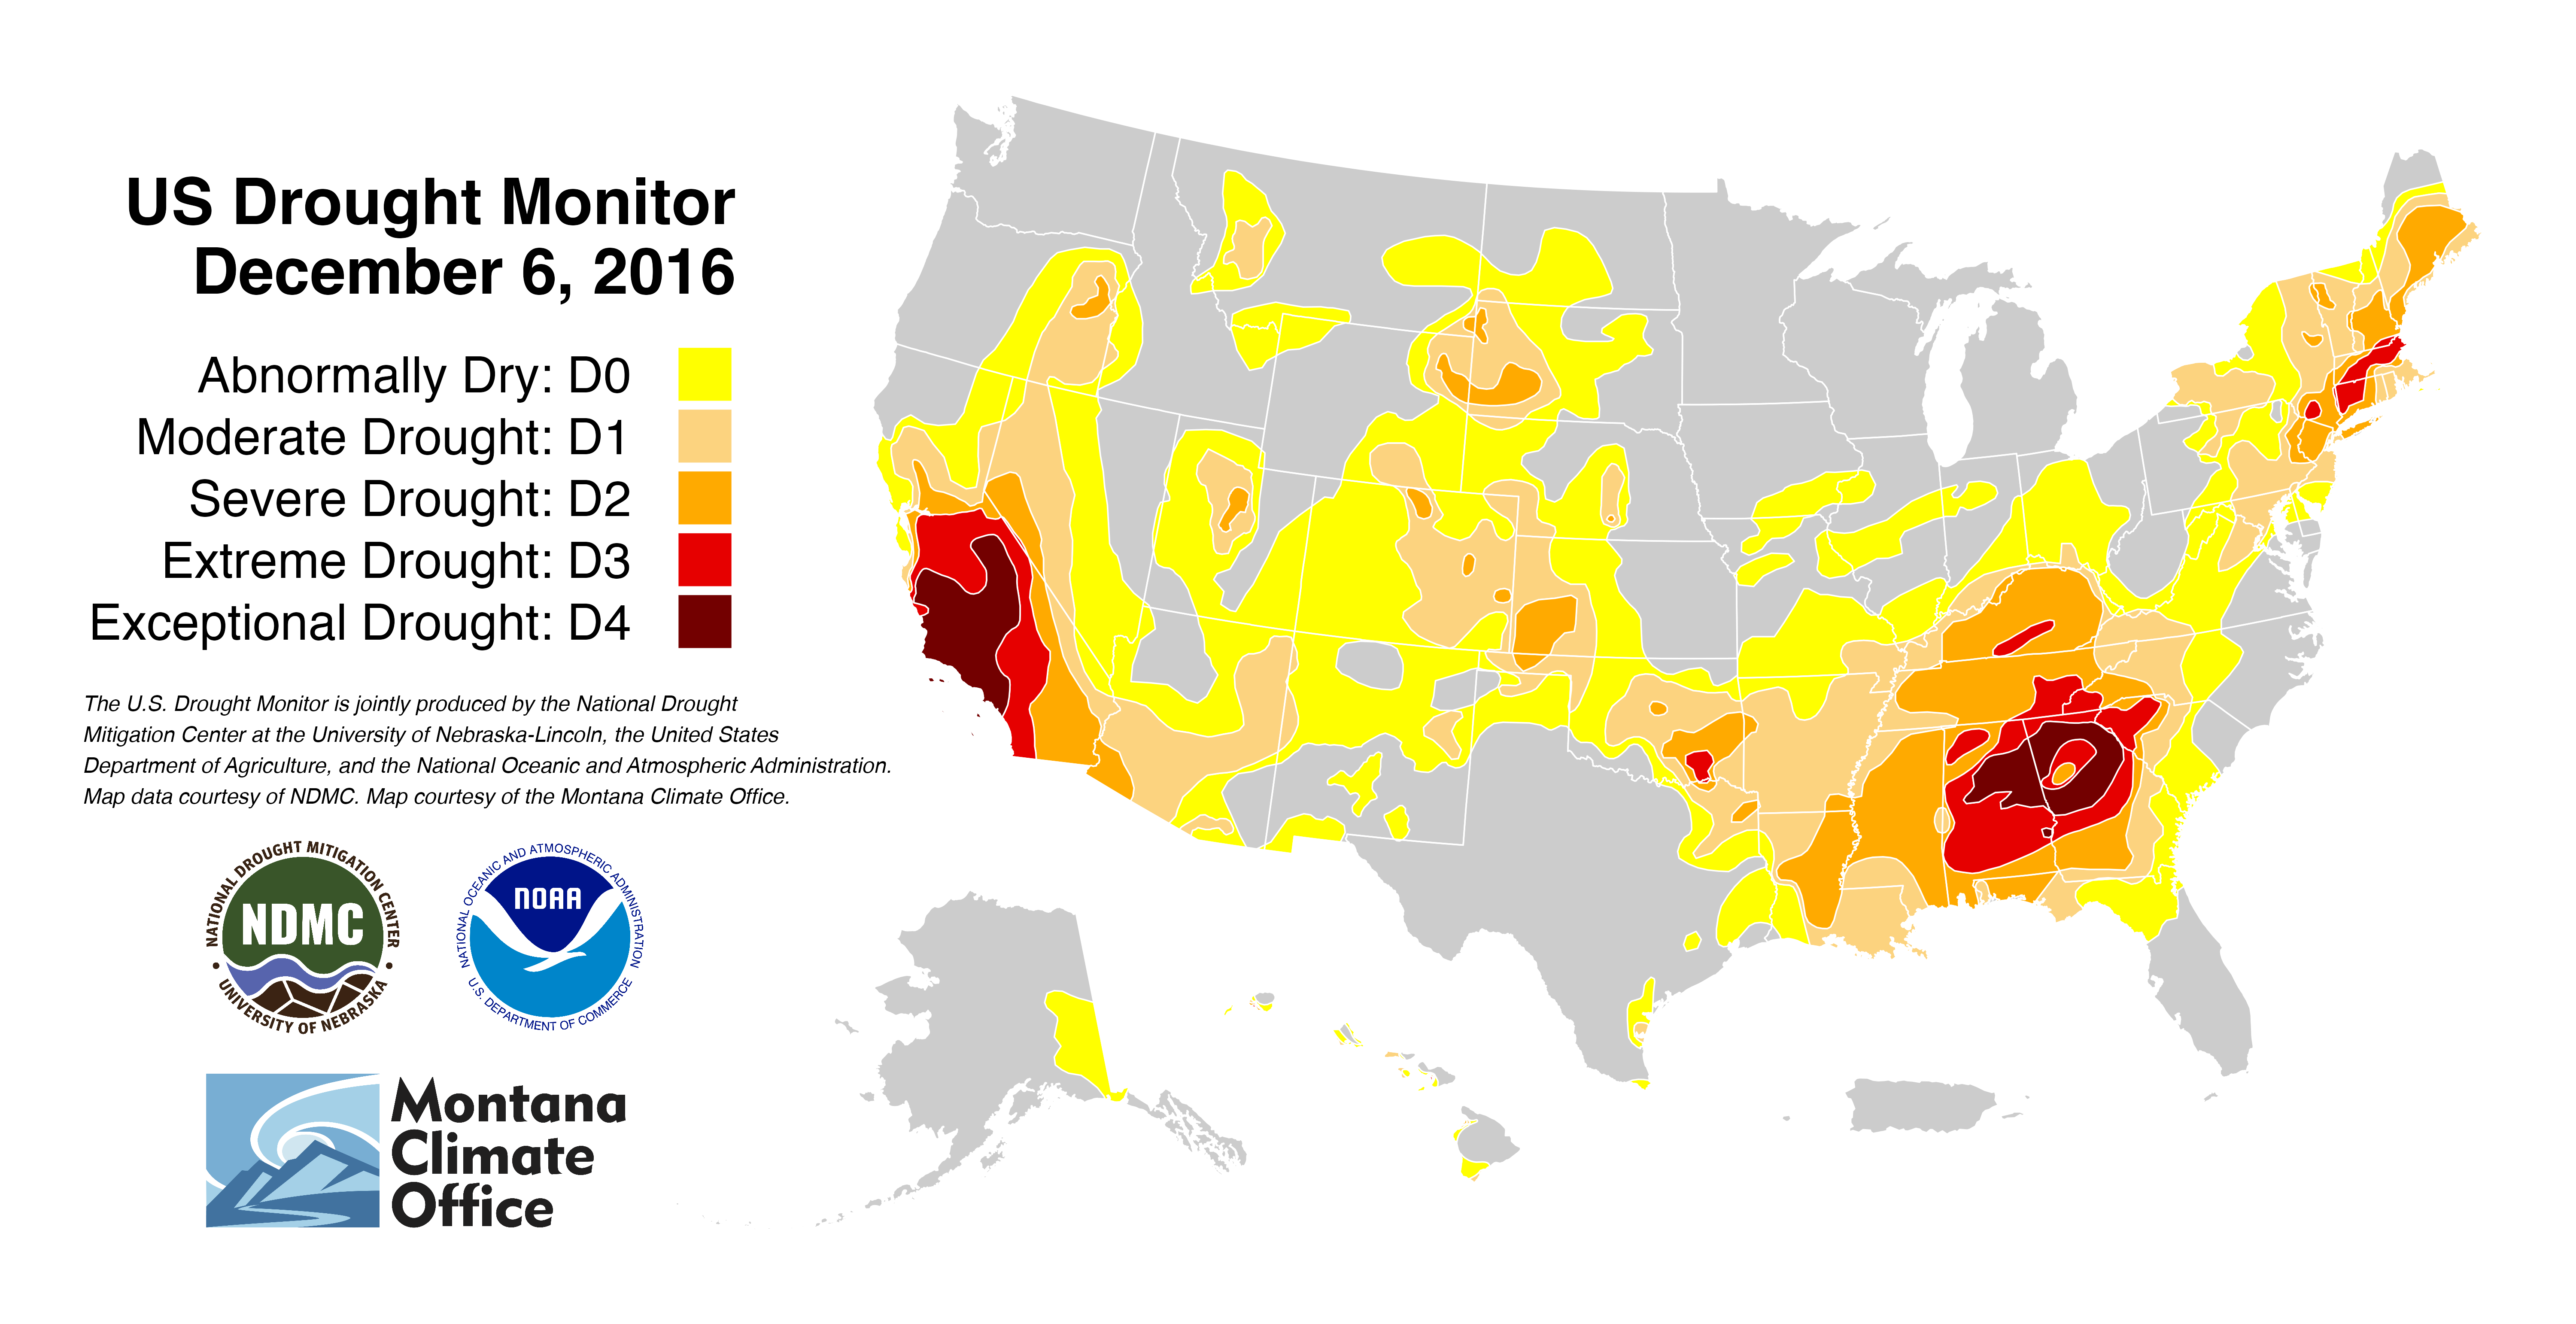 US Drought Monitor
December 6, 2016
Abnormally Dry: D0
Moderate Drought: D1
Severe Drought: D2
Extreme Drought: D3
Exceptional Drought: D4
The U.S. Drought Monitor is jointly produced by the National Drought
Mitigation Center at the University of Nebraska-Lincoln, the United States
Department of Agriculture, and the National Oceanic and Atmospheric Administration.
Map data courtesy of NDMC. Map courtesy of the Montana Climate Office.
NATIONAL DROUGHT MITIGATION CENTER
NDMC
UNIVERSITY OF NEBRASKA
NATIONAL OCEANIC AND ATMOSPHERIC ADMINISTRATION
NOAA
U.S. DEPARTMENT OF COMMERCE
Montana
Climate
Office